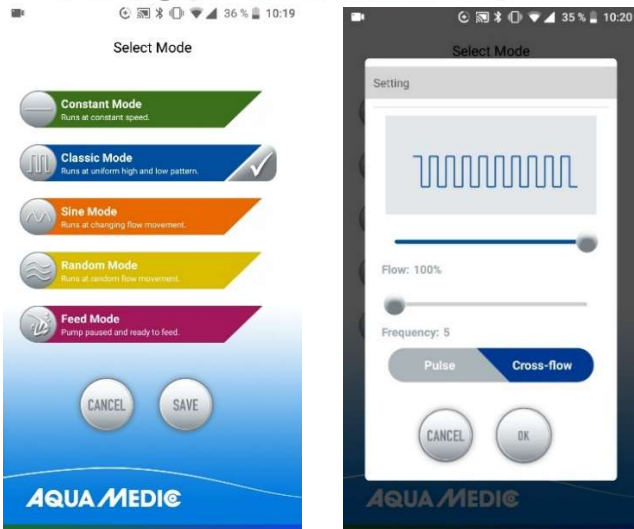 36 % 10:19
Select Mode
Constant Mode
Runs at constant speed.
Classic Mode
Runs at uniform high and low pattern.
Sine Mode
Runs at changing flow movement.
Random Mode
Runs at random flow movement.
Feed Mode
Pump paused and ready to feed.
CANCEL SAVE
AQUA MEDIC
35 % 10:20
Select Mode
Setting
Flow: 100%
Frequency: 5
Pulse Cross-flow
CANCEL OK
AQUA MEDIC